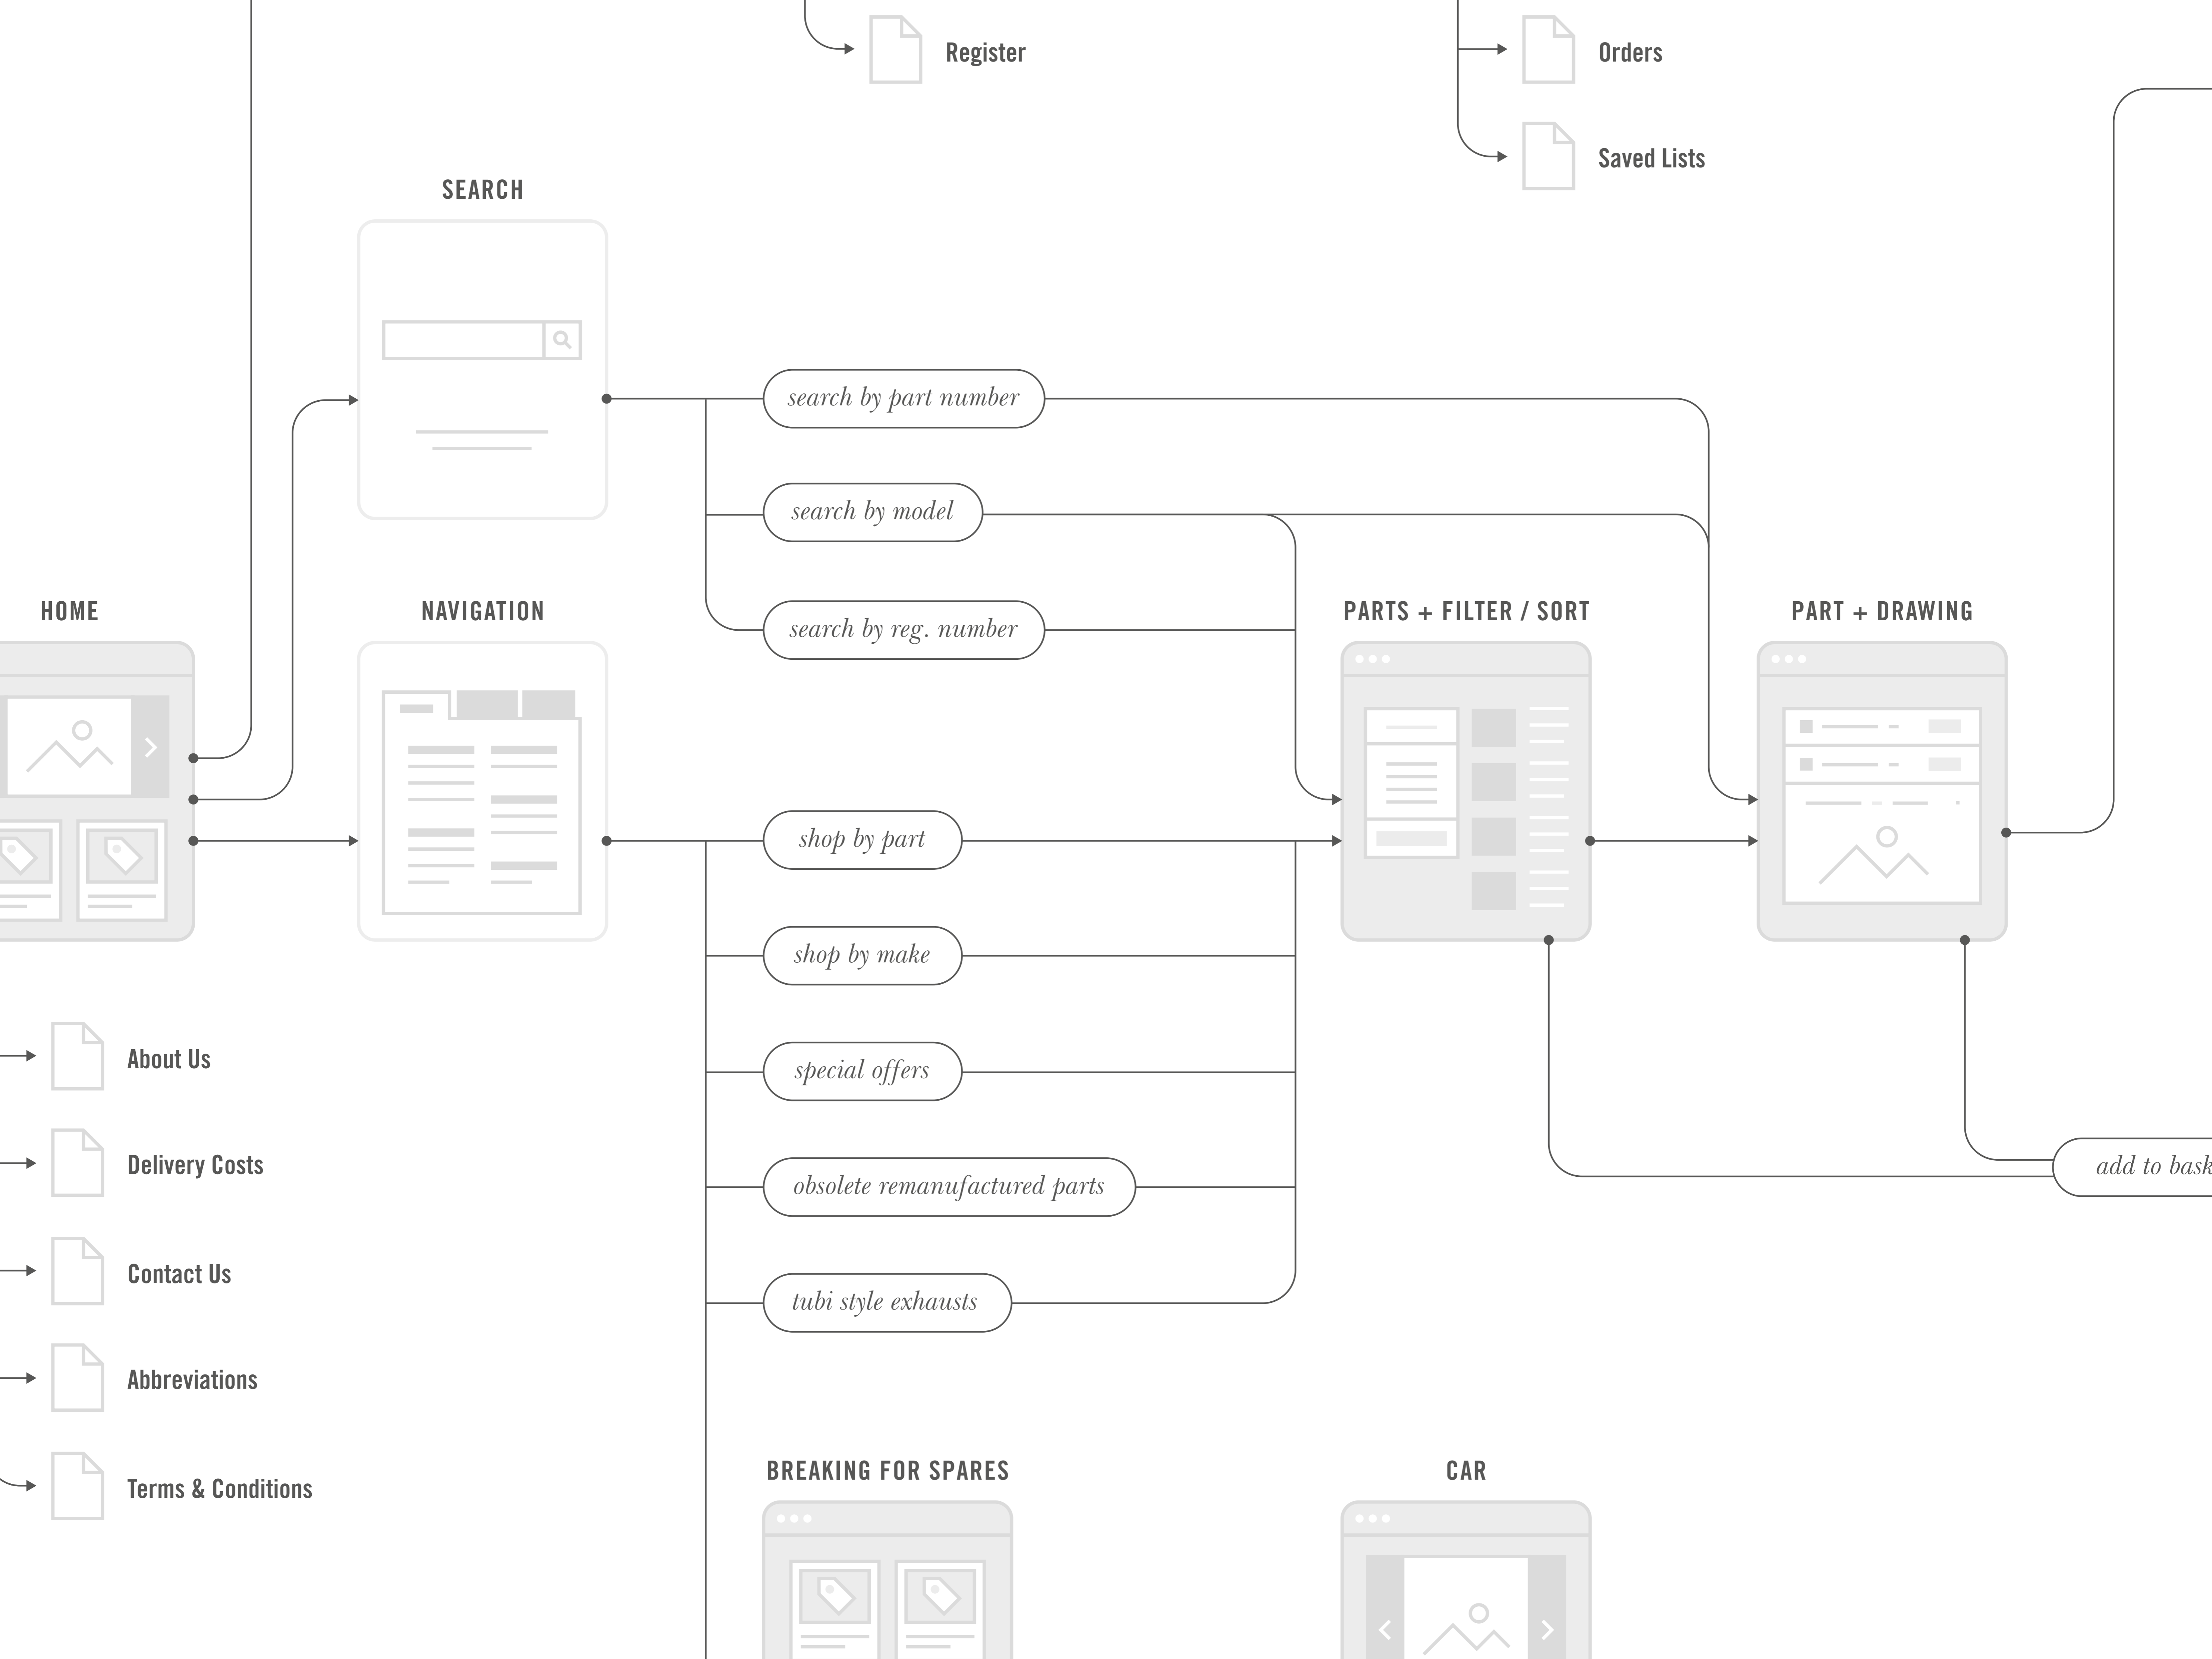 Register
Orders
Saved Lists
SEARCH
search by part number
search by model
search by reg. number
HOME
NAVIGATION
PARTS + FILTER / SORT
PART + DRAWING
shop by part
shop by make
special offers
obsolete remanufactured parts
tubi style exhausts
add to
About Us
Delivery Costs
Contact Us
Abbreviations
Terms & Conditions
BREAKING FOR SPARES
CAR